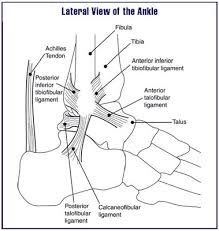 Lateral View of the Ankle
Fibula
Tibia
Achilles
Tendon
Anterior inferior
tibiofibular ligament
Posterior
inferior
tibiofibular
ligament
Anterior
talofibular
ligament
Talus
Posterior
talofibular
ligament
Calcaneofibular
ligament